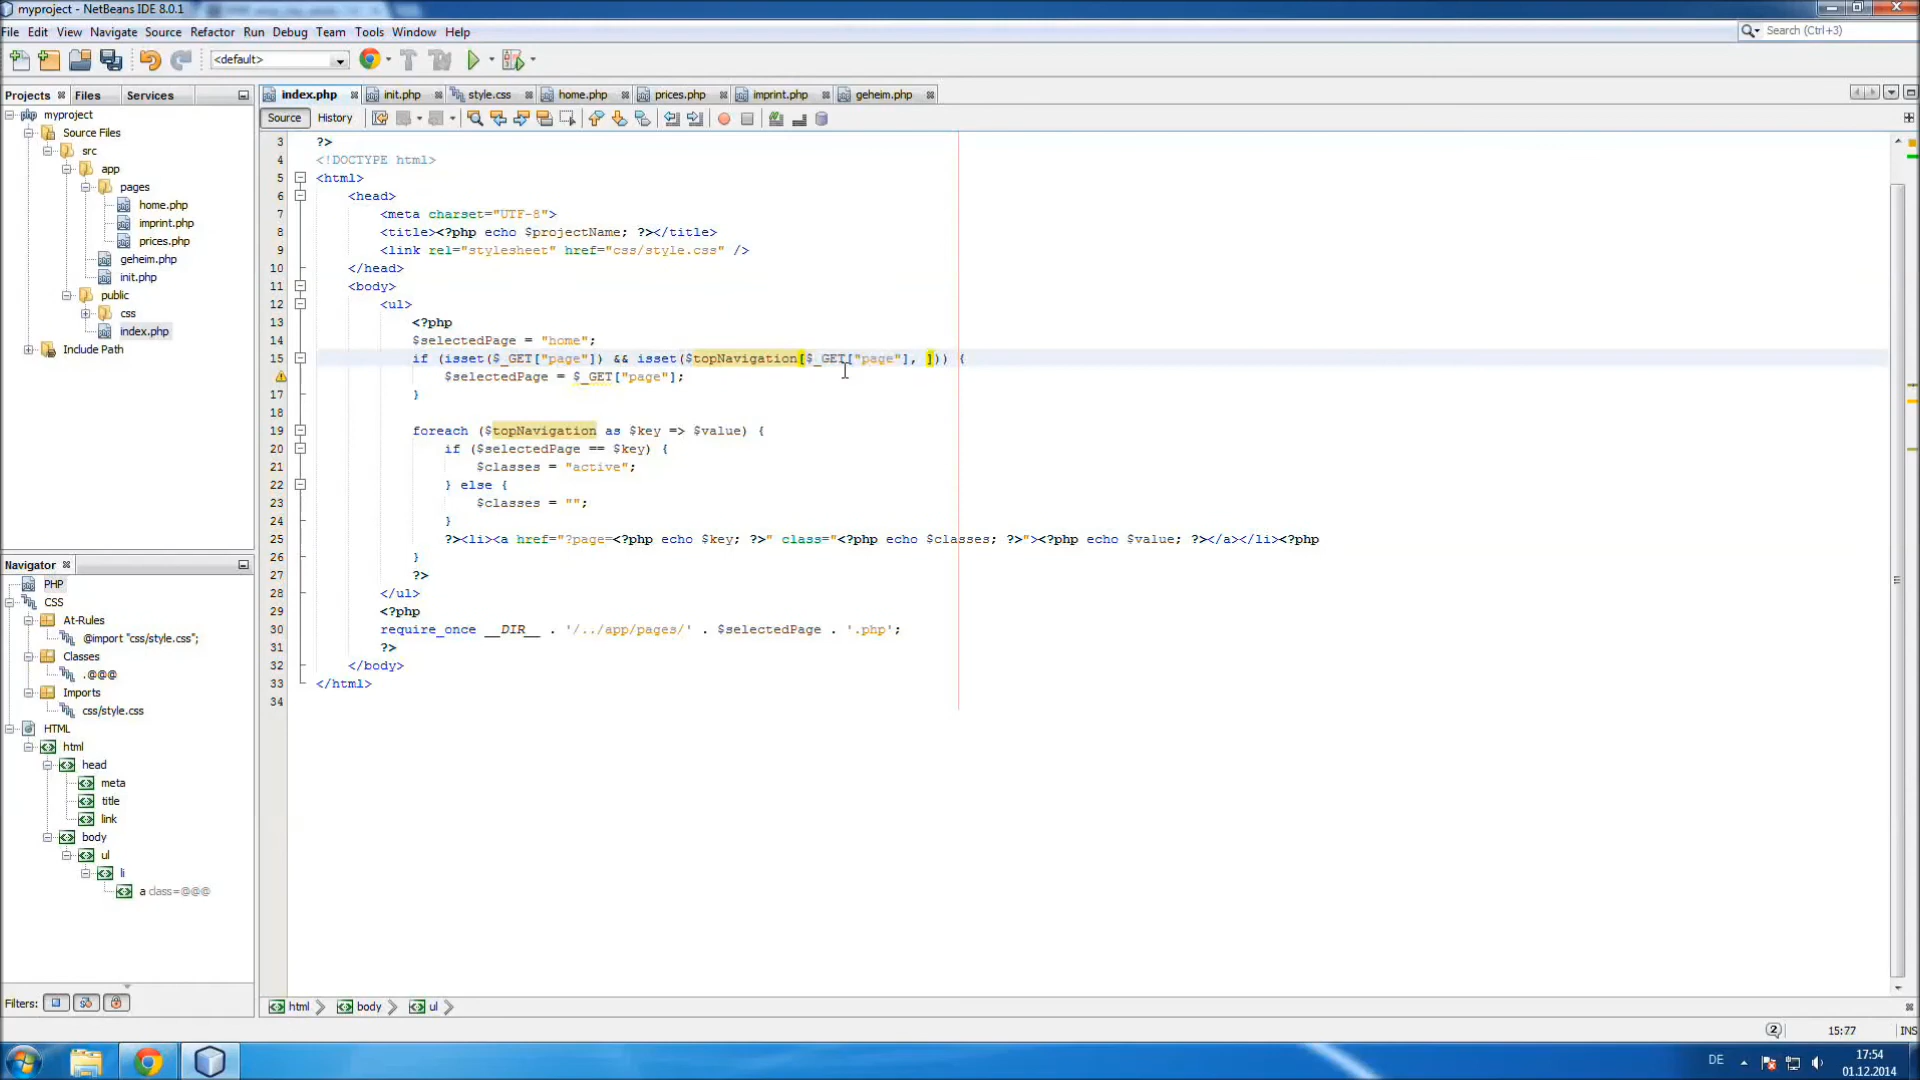 myproject - NetBeans IDE 8.0.1
File Edit View Navigate Source Refactor Run Debug Team Tools Window Help
Search (Ctrl+3)
<default>
Projects Files Services
index.php init.php style.css home.php prices.php imprint.php geheim.php
Source History
myproject
Source Files
src
app
pages
home.php
imprint.php
prices.php
geheim.php
init.php
public
css
index.php
Include Path
3 ?>
4 <!DOCTYPE html>
5 <html>
6 <head>
7 <meta charset="UTF-8">
8 <title><?php echo $projectName; ?></title>
9 <link rel="stylesheet" href="css/style.css" />
10 </head>
11 <body>
12 <ul>
13 <?php
14 $selectedPage = "home";
15 if (isset($_GET["page"]) && isset($topNavigation[$_GET["page"], ])) {
$selectedPage = $_GET["page"];
17 }
18
19 foreach ($topNavigation as $key => $value) {
20 if ($selectedPage == $key) {
21 $classes = "active";
22 } else {
23 $classes = "";
24 }
25 ?><li><a href="?page=<?php echo $key; ?>" class="<?php echo $classes; ?>"><?php echo $value; ?></a></li><?php
26 }
27 ?>
28 </ul>
29 <?php
30 require_once __DIR__ . '/../app/pages/' . $selectedPage . '.php';
31 ?>
32 </body>
33 </html>
34
Navigator
PHP
CSS
At-Rules
@import "css/style.css";
Classes
.@@@
Imports
css/style.css
HTML
html
head
meta
title
link
body
ul
li
a class=@@@
Filters:
html body ul
2 15:77 INS
DE 17:54
01.12.2014